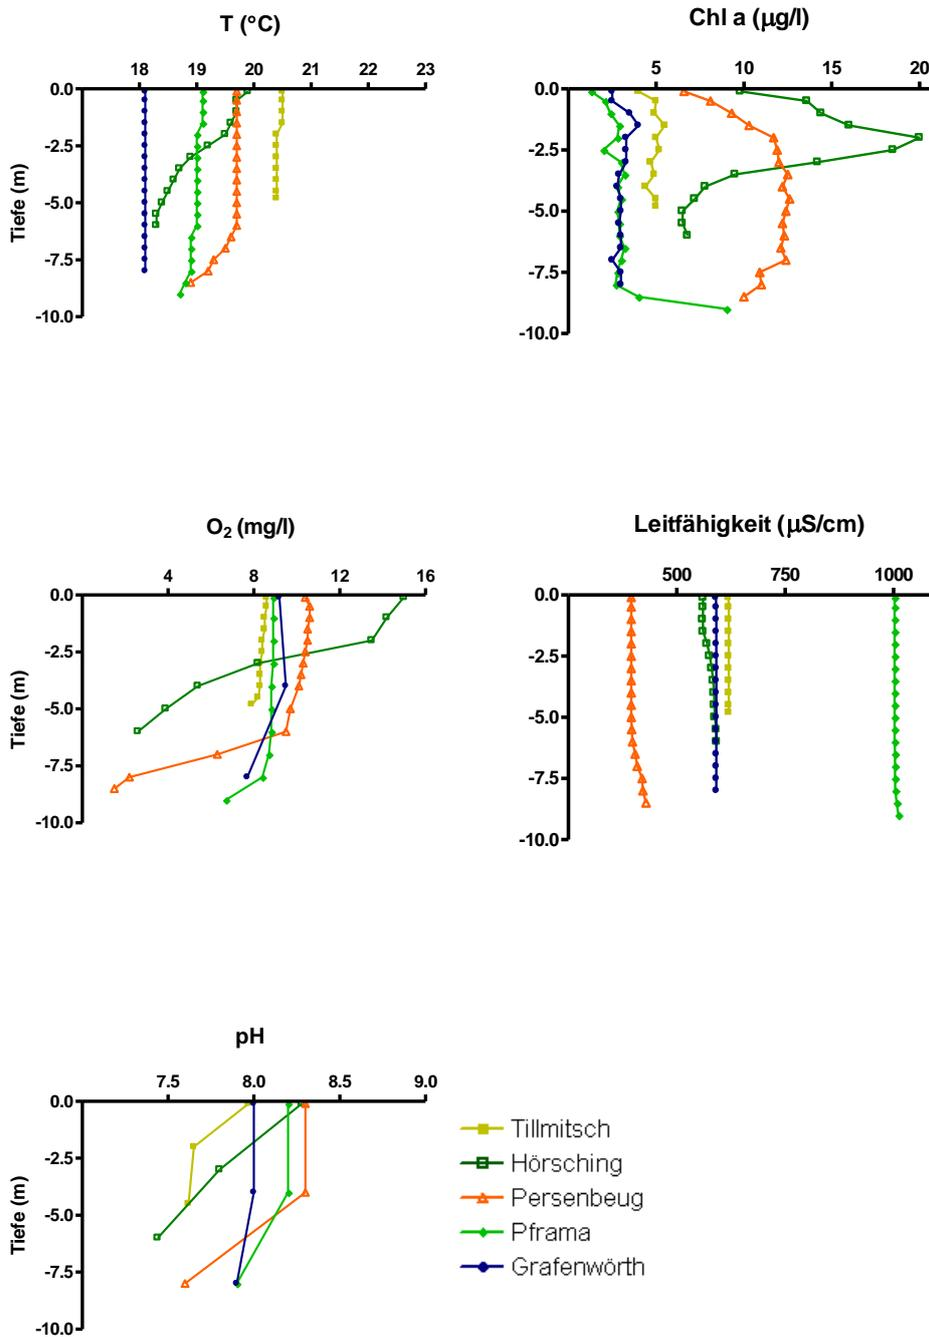 T (°C)
18 19 20 21 22 23
0.0
-2.5
-5.0
-7.5
-10.0
Tiefe (m)
Chl a (µg/l)
5 10 15 20
0.0
-2.5
-5.0
-7.5
-10.0
O2 (mg/l)
4 8 12 16
0.0
-2.5
-5.0
-7.5
-10.0
Tiefe (m)
Leitfähigkeit (µS/cm)
500 750 1000
0.0
-2.5
-5.0
-7.5
-10.0
pH
7.5 8.0 8.5 9.0
0.0
-2.5
-5.0
-7.5
-10.0
Tiefe (m)
Tillmitsch
Hörsching
Persenbeug
Pframa
Grafenwörth